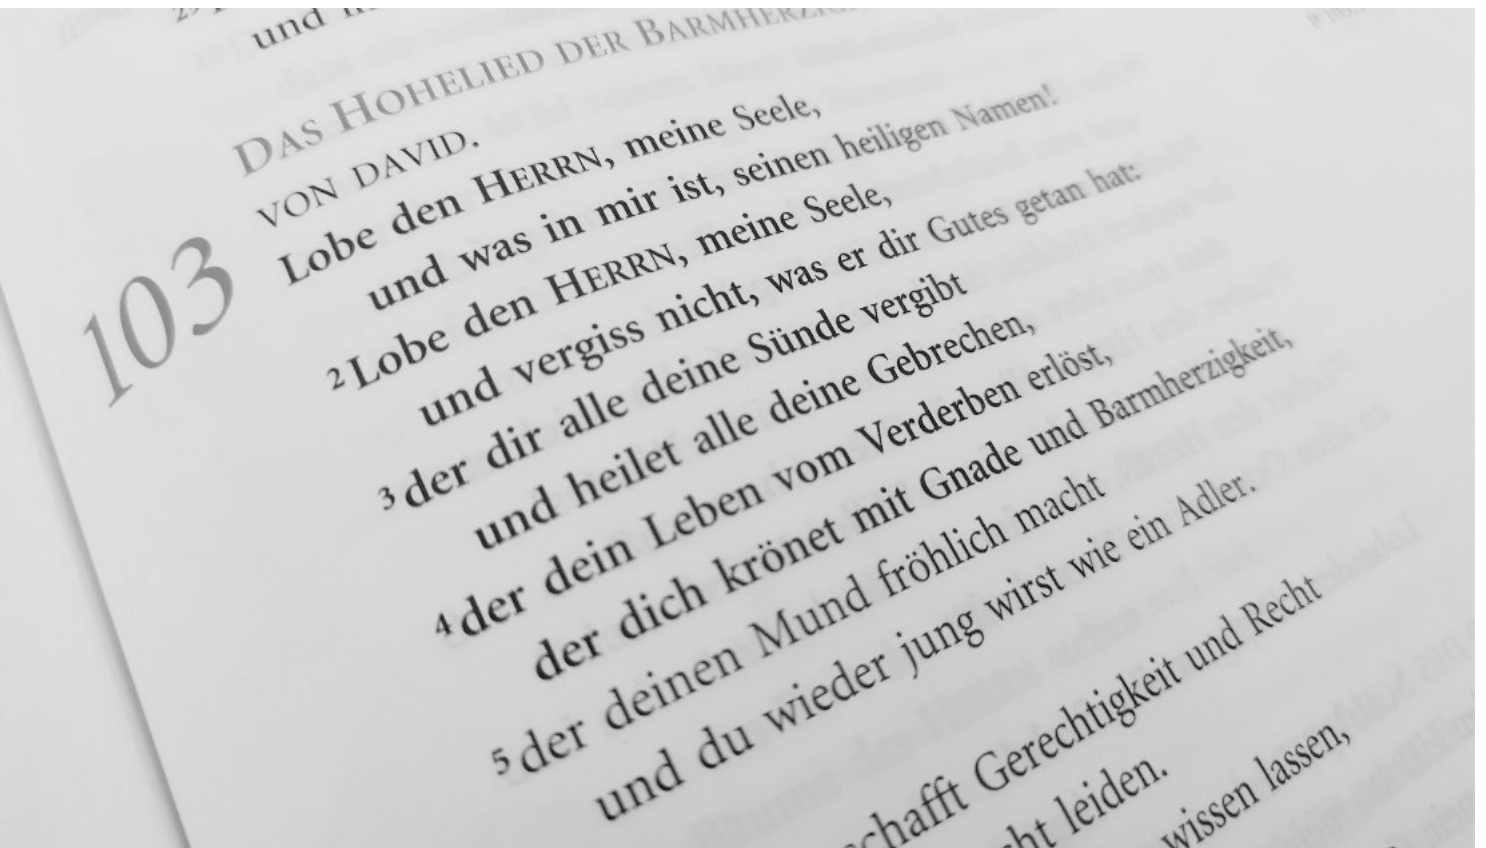 und
DAS HOHELIED DER
VON DAVID.
103
Lobe den HERRN, meine Seele,
und was in mir ist, seinen heiligen Namen!
2 Lobe den HERRN, meine Seele,
und vergiss nicht, was er dir Gutes getan hat:
3 der dir alle deine Sünde vergibt
und heilet alle deine Gebrechen,
4 der dein Leben vom Verderben erlöst,
der dich krönet mit Gnade und Barmherzigkeit,
5 der deinen Mund fröhlich macht
und du wieder jung wirst wie ein Adler.
schafft Gerechtigkeit und Recht
leiden.
wissen lassen,